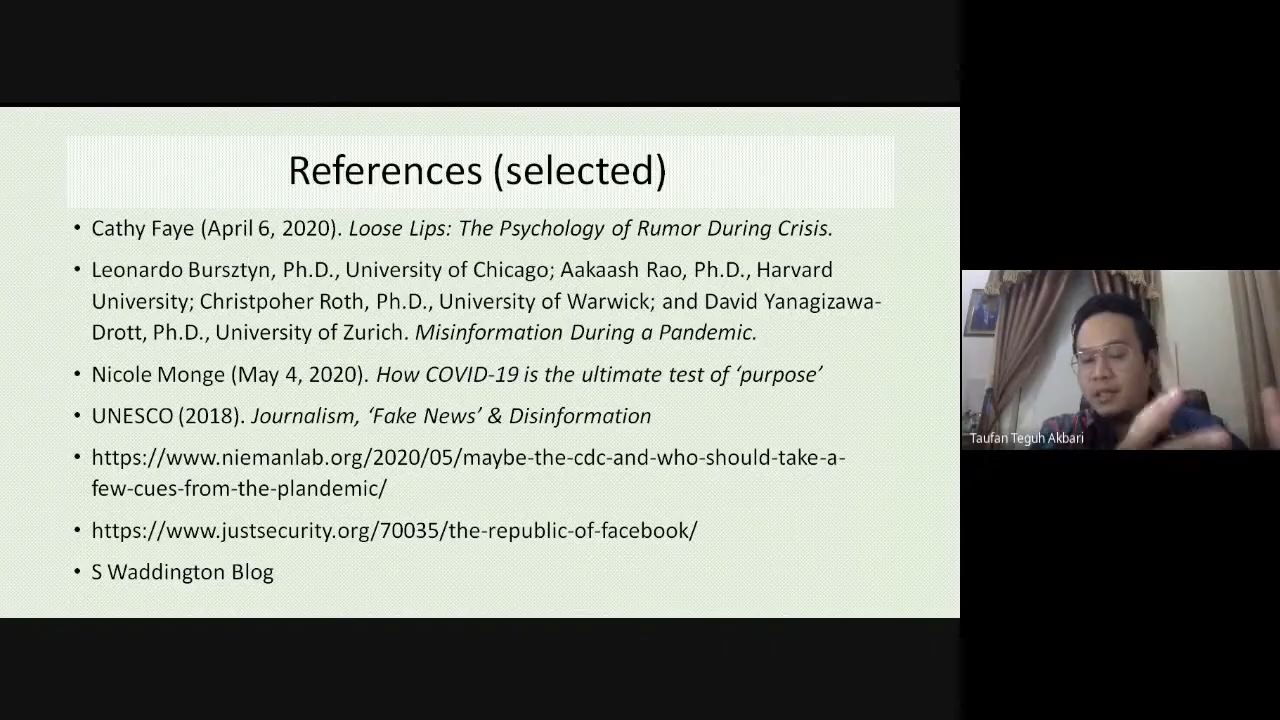 References (selected)
• Cathy Faye (April 6, 2020). Loose Lips: The Psychology of Rumor During Crisis.
• Leonardo Bursztyn, Ph.D., University of Chicago; Aakaash Rao, Ph.D., Harvard
University; Christpoher Roth, Ph.D., University of Warwick; and David Yanagizawa-
Drott, Ph.D., University of Zurich. Misinformation During a Pandemic.
• Nicole Monge (May 4, 2020). How COVID-19 is the ultimate test of ‘purpose’
• UNESCO (2018). Journalism, ‘Fake News’ & Disinformation
• https://www.niemanlab.org/2020/05/maybe-the-cdc-and-who-should-take-a-
few-cues-from-the-plandemic/
• https://www.justsecurity.org/70035/the-republic-of-facebook/
• S Waddington Blog
Taufan Teguh Akbari